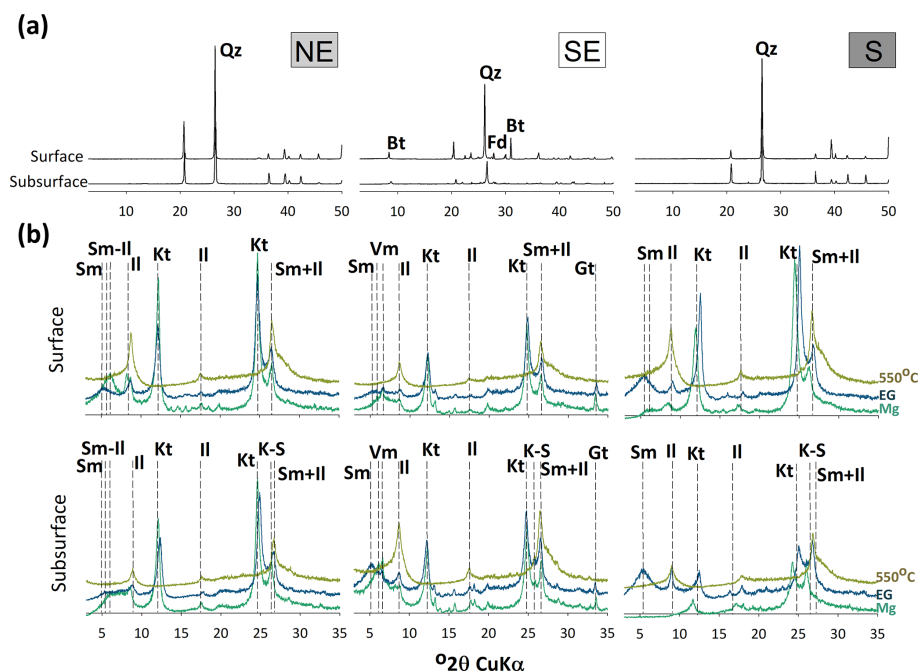 (a)
NE
SE
S
Qz
Qz
Qz
Bt
Fd
Bt
Surface
Subsurface
10 20 30 40 50
10 20 30 40 50
10 20 30 40 50
(b)
Sm-Il
Sm
Il
Kt
Il
Kt
Sm+Il
Vm
Sm
Il
Kt
Il
Kt
Sm+Il
Gt
Sm
Il
Kt
Il
Kt
Sm+Il
Surface
550⁰C
EG
Mg
Sm-Il
Sm
Il
Kt
Il
Kt
K-S
Sm+Il
Vm
Sm
Il
Kt
Il
Kt
K-S
Sm+Il
Gt
Sm
Il
Kt
Il
Kt
K-S
Sm+Il
Subsurface
550⁰C
EG
Mg
5 10 15 20 25 30 35
5 10 15 20 25 30 35
5 10 15 20 25 30 35
⁰2θ CuKα